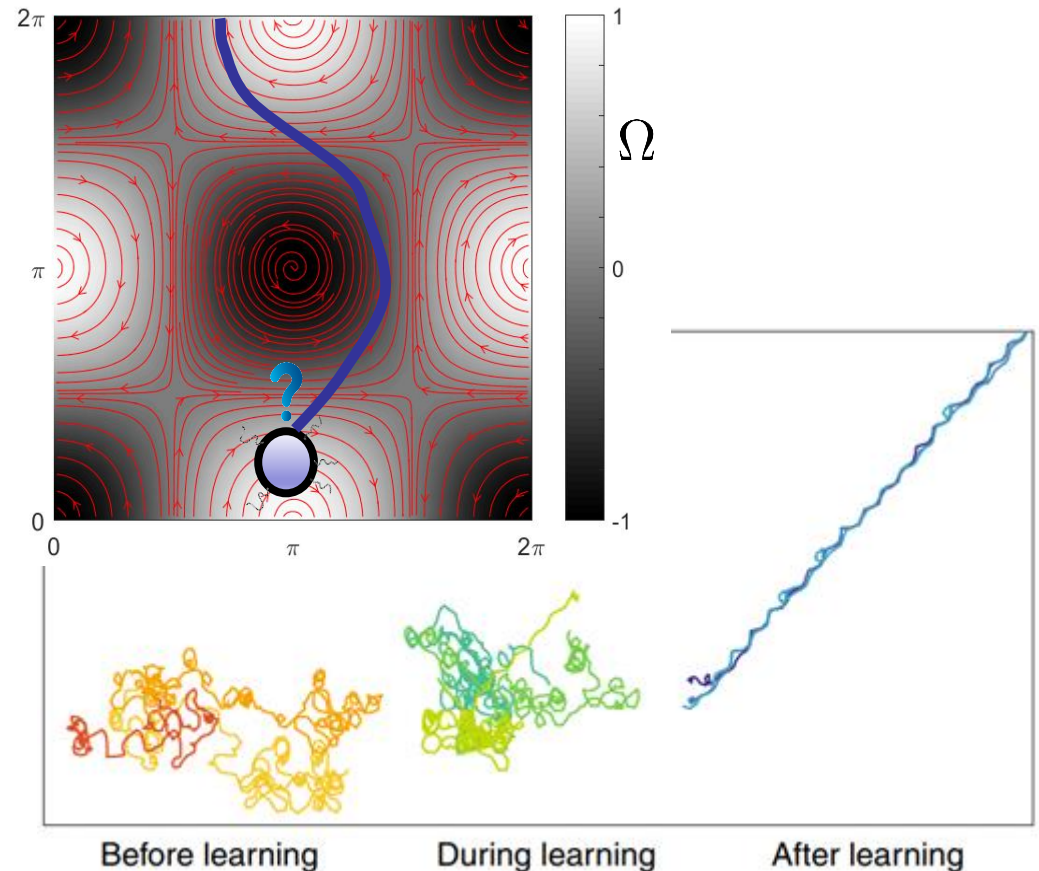 2π
1
Ω
π
0
?
0
-1
0
π
2π
Before learning
During learning
After learning